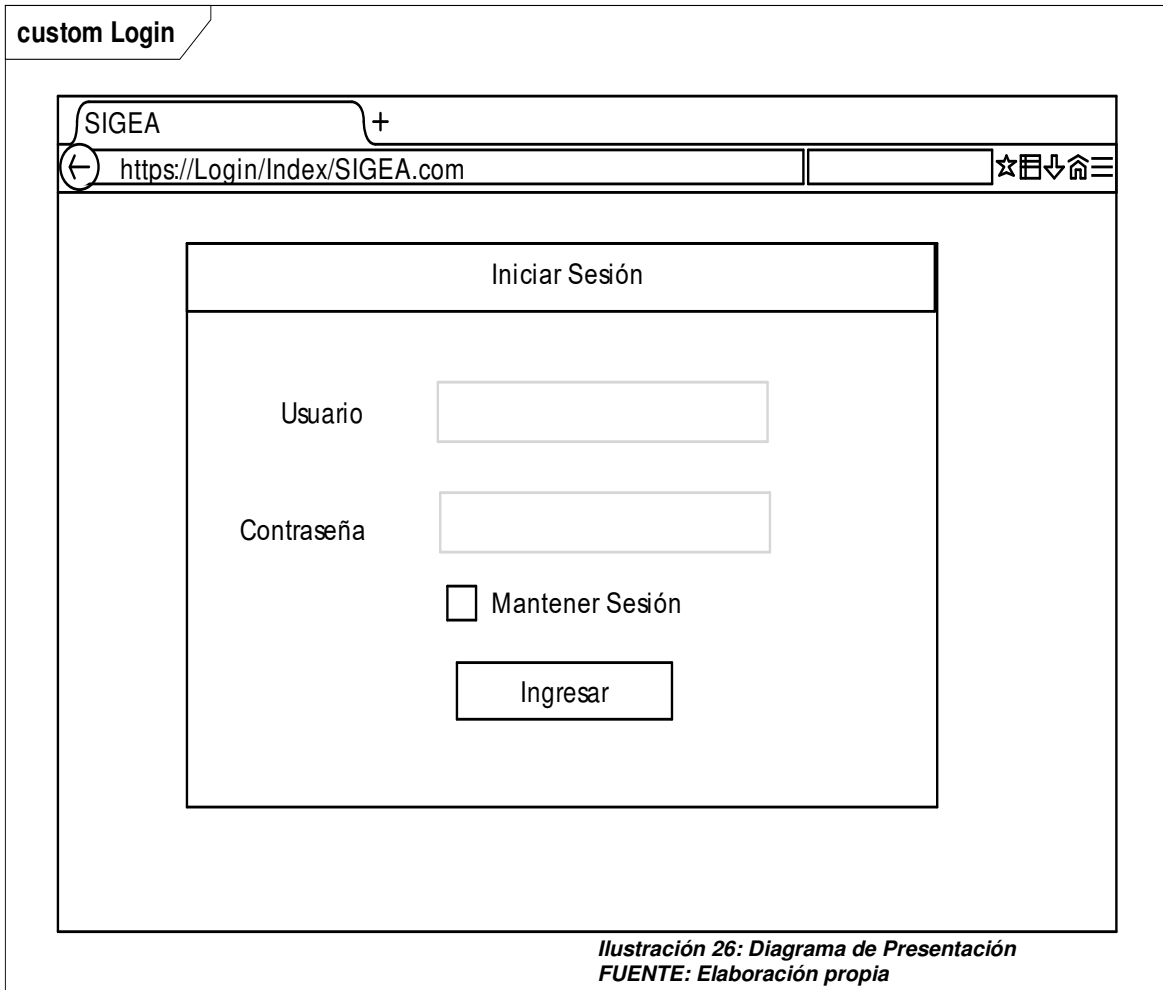 custom Login
SIGEA
+
https://Login/Index/SIGEA.com
Iniciar Sesión
Usuario
Contraseña
Mantener Sesión
Ingresar
Ilustración 26: Diagrama de Presentación
FUENTE: Elaboración propia